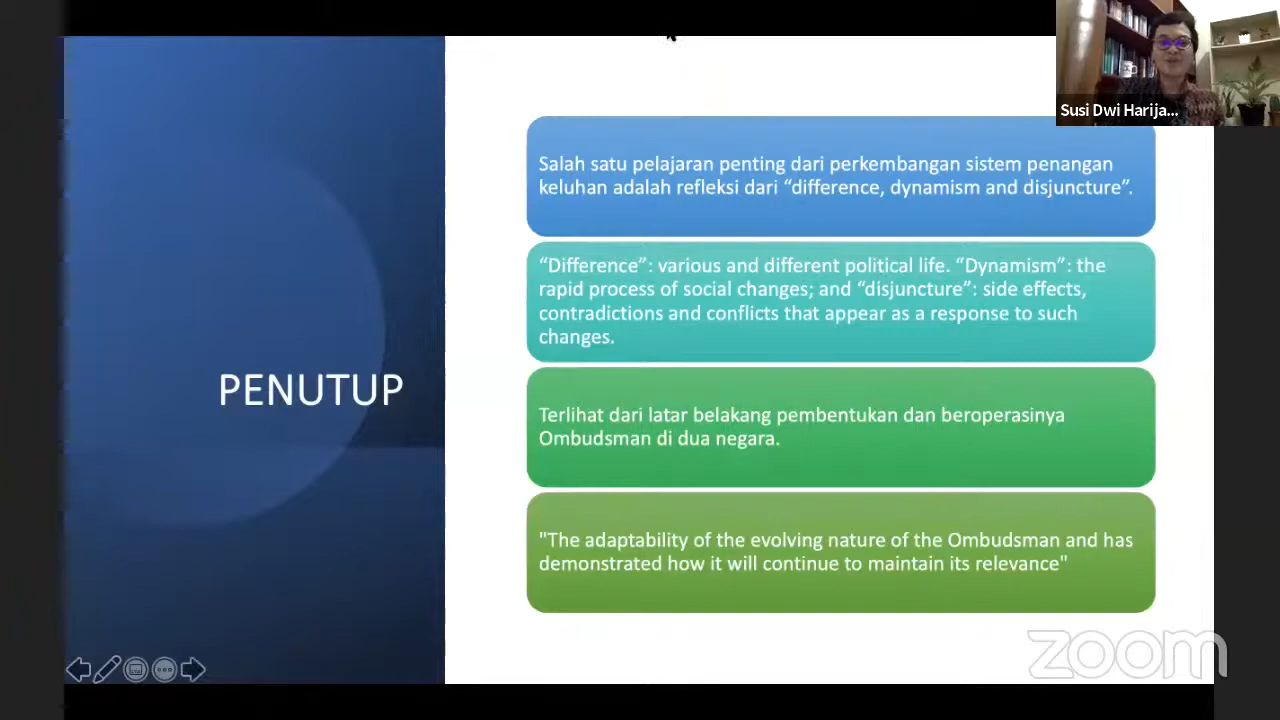 Susi Dwi Harija...
Salah satu pelajaran penting dari perkembangan sistem penangan
keluhan adalah refleksi dari “difference, dynamism and disjuncture”.
“Difference”: various and different political life. “Dynamism”: the
rapid process of social changes; and “disjuncture”: side effects,
contradictions and conflicts that appear as a response to such
changes.
PENUTUP
Terlihat dari latar belakang pembentukan dan beroperasinya
Ombudsman di dua negara.
"The adaptability of the evolving nature of the Ombudsman and has
demonstrated how it will continue to maintain its relevance"
zoom